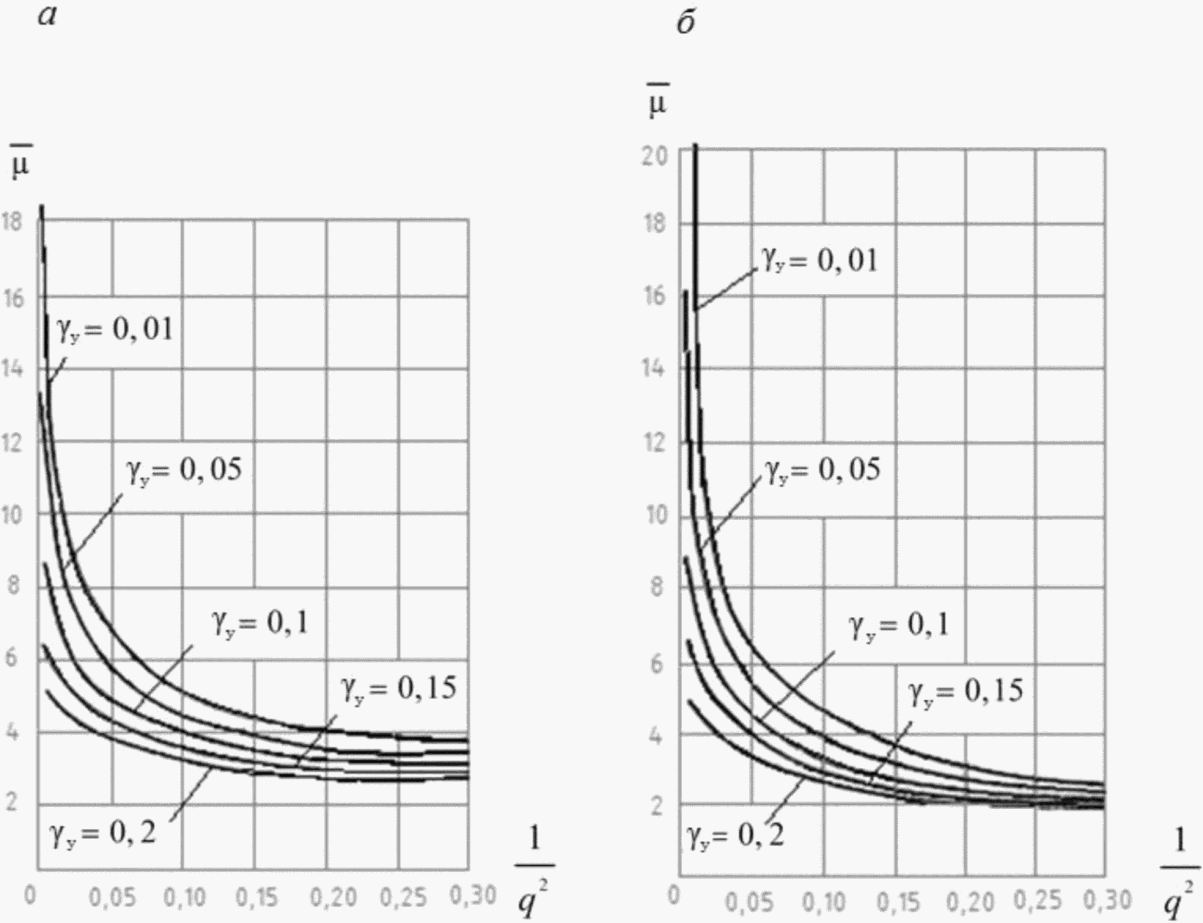 а
μ̅
18
16
14
12
10
8
6
4
2
0
0,05
0,10
0,15
0,20
0,25
0,30
γу = 0, 01
γу = 0, 05
γу = 0,1
γу = 0,15
γу = 0, 2
1
q²
б
μ̅
20
18
16
14
12
10
8
6
4
2
0
0,05
0,10
0,15
0,20
0,25
0,30
γу = 0, 01
γу = 0, 05
γу = 0,1
γу = 0,15
γу = 0, 2
1
q²